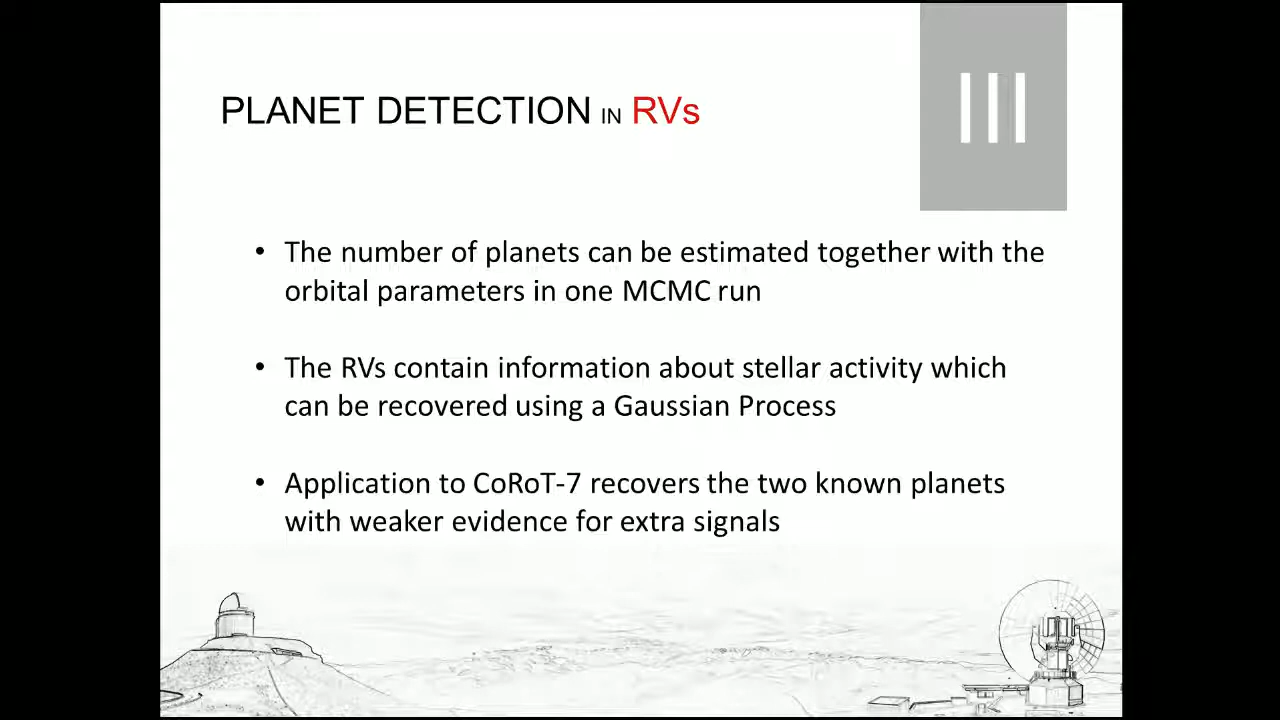 PLANET DETECTION IN RVs
III
• The number of planets can be estimated together with the
orbital parameters in one MCMC run
• The RVs contain information about stellar activity which
can be recovered using a Gaussian Process
• Application to CoRoT-7 recovers the two known planets
with weaker evidence for extra signals